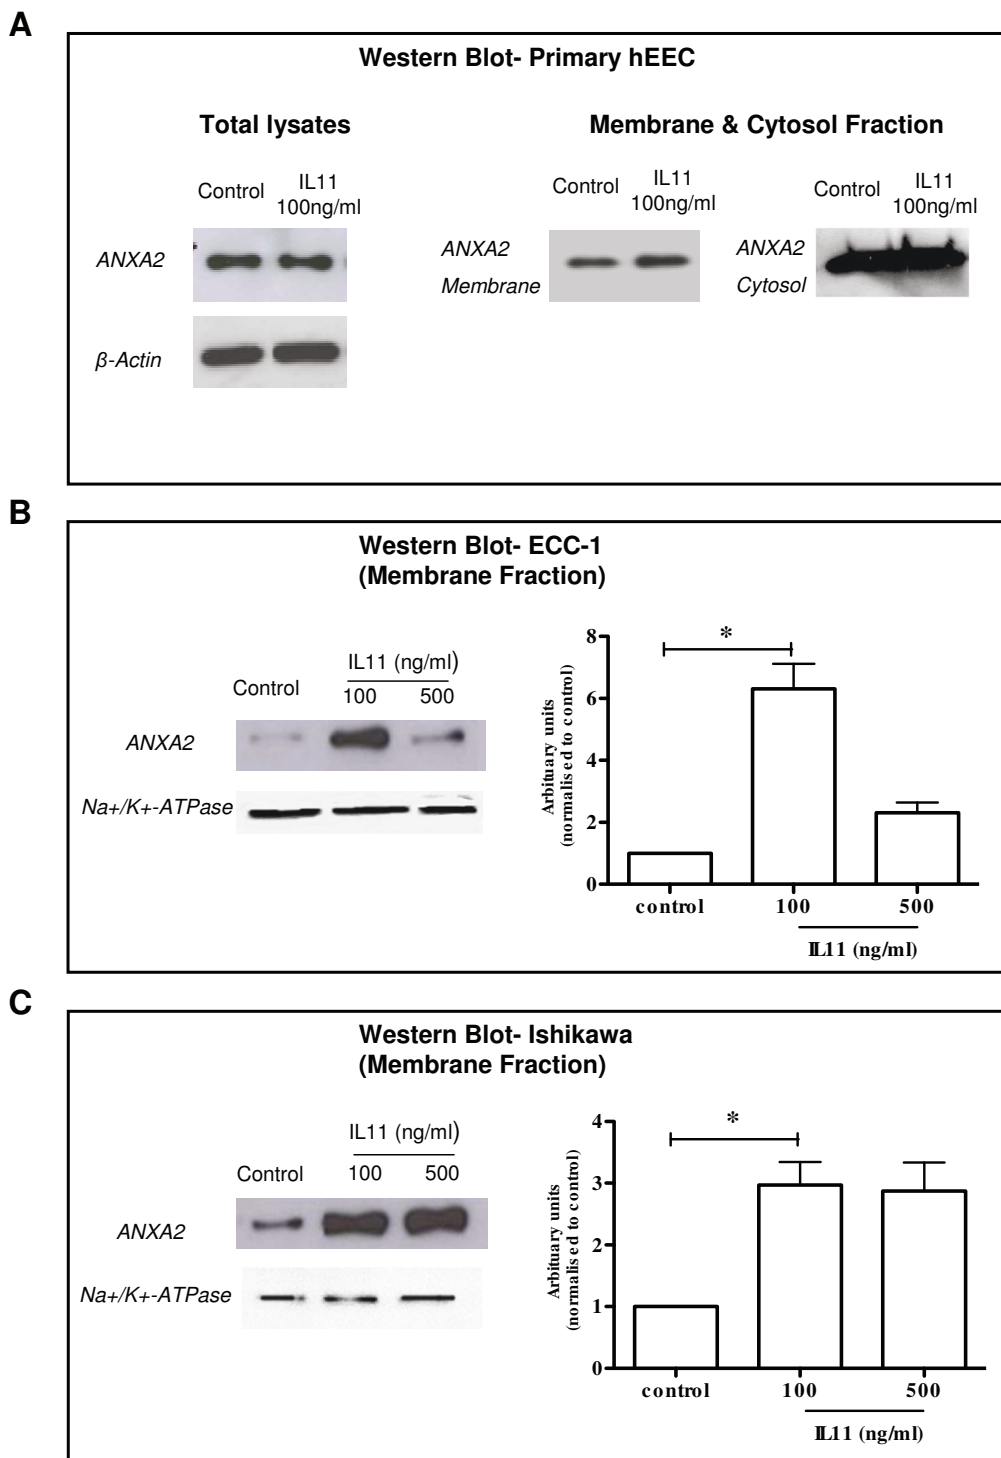 A
Western Blot- Primary hEEC
Total lysates
Membrane & Cytosol Fraction
Control
IL11
100ng/ml
ANXA2
β-Actin
Control
IL11
100ng/ml
ANXA2
Membrane
Control
IL11
100ng/ml
ANXA2
Cytosol
B
Western Blot- ECC-1
(Membrane Fraction)
IL11 (ng/ml)
Control
100
500
ANXA2
Na+/K+-ATPase
Arbituary units
(normalised to control)
8
6
4
2
0
*
control
100
500
IL11 (ng/ml)
C
Western Blot- Ishikawa
(Membrane Fraction)
IL11 (ng/ml)
Control
100
500
ANXA2
Na+/K+-ATPase
Arbituary units
(normalised to control)
4
3
2
1
0
*
control
100
500
IL11 (ng/ml)